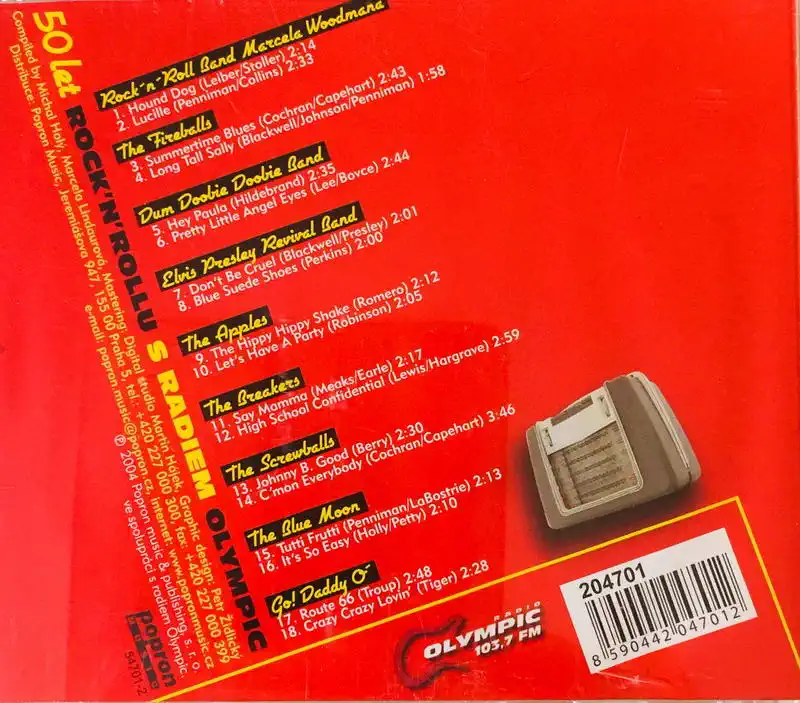 50 let ROCK'N'ROLLU S RADIEM OLYMPIC
Compiled by Michal Holý, Marcela Lindaurová, Mastering: Digital studio Martin Hájek, Graphic design: Petr Židlický
Distribuce: Popron Music, Jeremiášova 947, 155 00 Praha 5, tel.: +420 227 000 300, fax: +420 227 000 399
e-mail: popron.music@popron.cz, internet: www.popronmusic.cz
℗ 2004 Popron music & publishing, s. r. o.
ve spolupráci s radiem Olympic.
Rock´n´Roll Band Marcela Woodmana
1. Hound Dog (Leiber/Stoller) 2:14
2. Lucille (Penniman/Collins) 2:33
The Fireballs
3. Summertime Blues (Cochran/Capehart) 2:43
4. Long Tall Sally (Blackwell/Johnson/Penniman) 1:58
Dum Doobie Doobie Band
5. Hey Paula (Hildebrand) 2:35
6. Pretty Little Angel Eyes (Lee/Boyce) 2:44
Elvis Presley Revival Band
7. Don't Be Cruel (Blackwell/Presley) 2:01
8. Blue Suede Shoes (Perkins) 2:00
The Apples
9. The Hippy Hippy Shake (Romero) 2:12
10. Let's Have A Party (Robinson) 2:05
The Breakers
11. Say Mamma (Meaks/Earle) 2:17
12. High School Confidential (Lewis/Hargrave) 2:59
The Screwballs
13. Johnny B. Good (Berry) 2:30
14. C'mon Everybody (Cochran/Capehart) 3:46
The Blue Moon
15. Tutti Frutti (Penniman/LaBostrie) 2:13
16. It's So Easy (Holly/Petty) 2:10
Go! Daddy O´
17. Route 66 (Troup) 2:48
18. Crazy Crazy Lovin' (Tiger) 2:28
popron
54701-2
RADIO
OLYMPIC
103,7 FM
204701
8 590442 047012